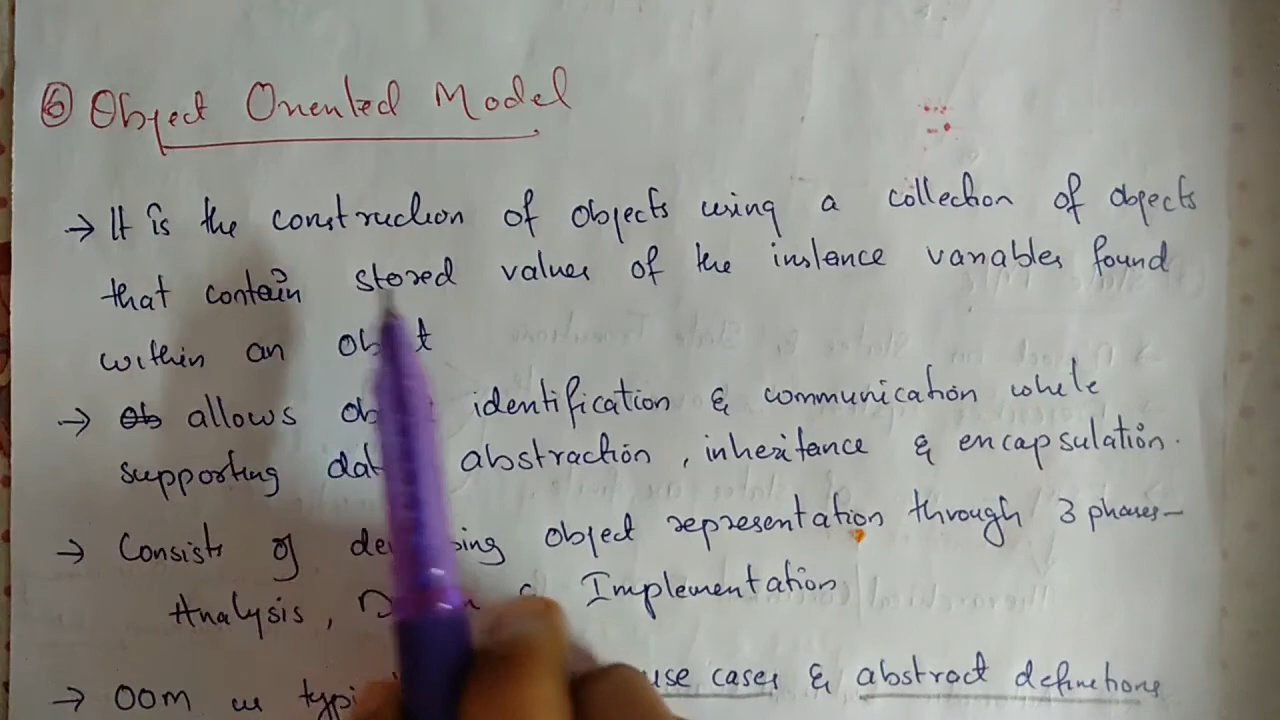 ⑥ Object Oriented Model
→ It is the construction of objects using a collection of objects
that contain stored values of the instance variables found
within an
→ allows identification & communication while
supporting abstraction, inheritance & encapsulation.
→ Consists of object representation through 3 phases-
Analysis, Implementation
→ OOM is use cases & abstract definitions